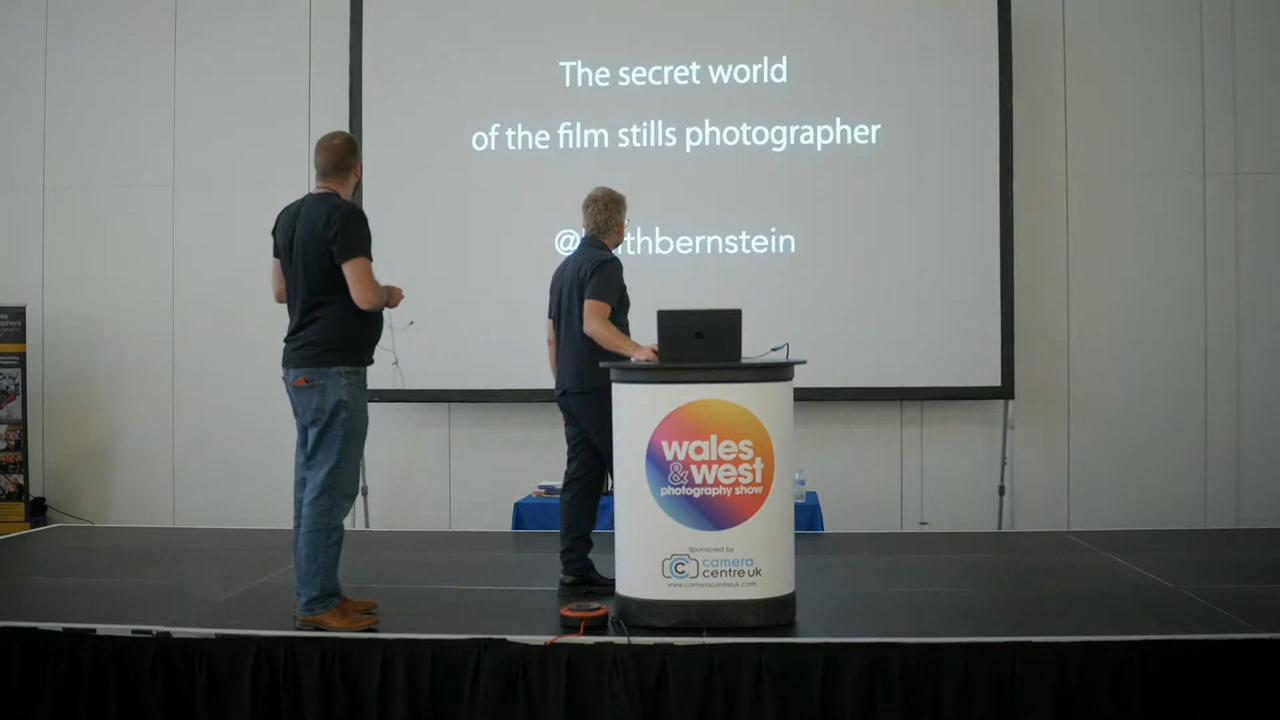 The secret world
of the film stills photographer
@ithbernstein
wales
&west
photography show
Sponsored by
camera
centre uk
www.cameracentreuk.com